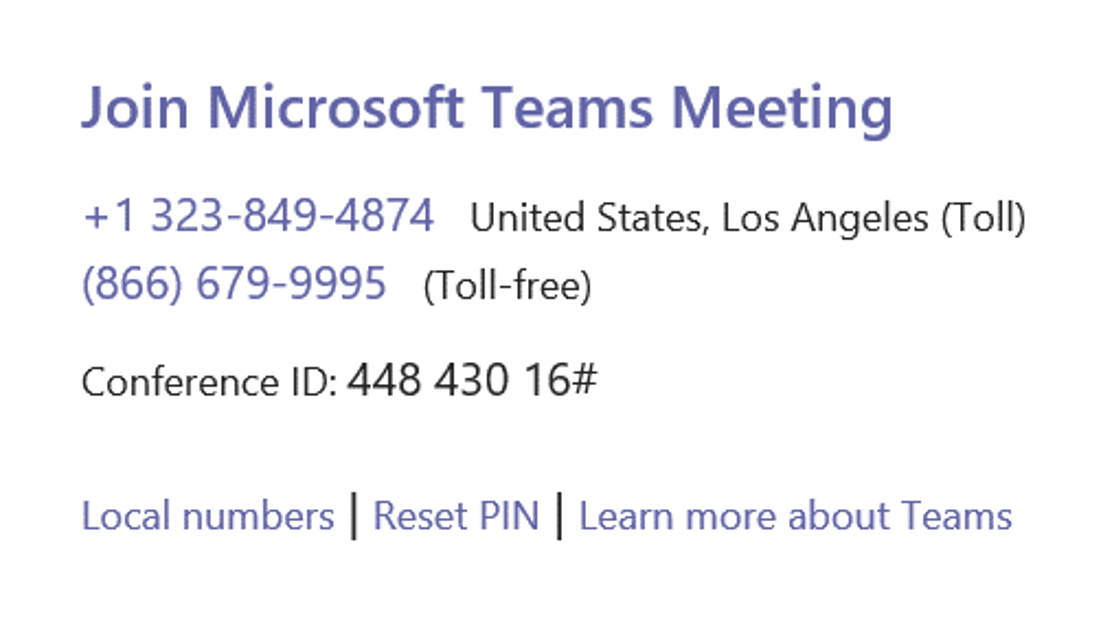 Join Microsoft Teams Meeting
+1 323-849-4874 United States, Los Angeles (Toll)
(866) 679-9995 (Toll-free)
Conference ID: 448 430 16#
Local numbers | Reset PIN | Learn more about Teams